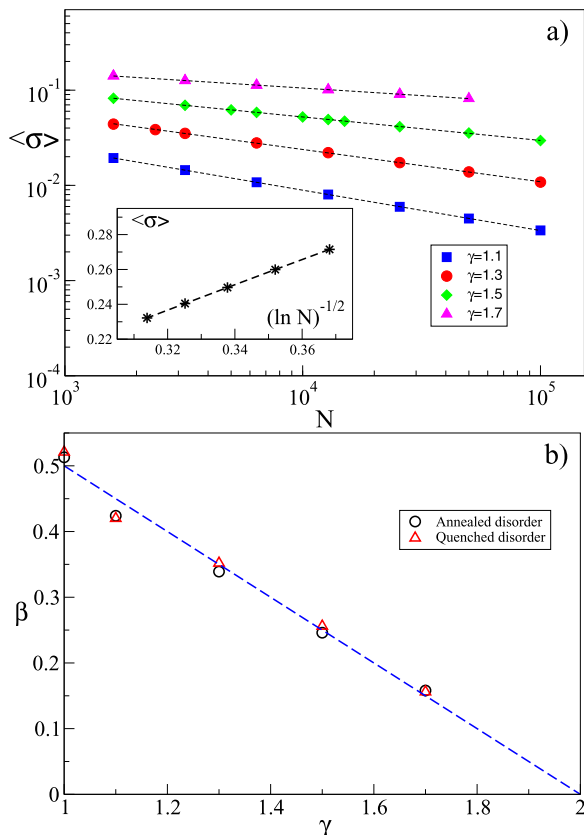 a)
10^-1
<σ>
10^-2
10^-3
10^-4
<σ>
0.28
0.26
0.24
0.22
0.32 0.34 0.36
(ln N)^-1/2
γ=1.1
γ=1.3
γ=1.5
γ=1.7
10^3 10^4 10^5
N
b)
0.5
0.4
0.3
0.2
0.1
0
β
Annealed disorder
Quenched disorder
1 1.2 1.4 1.6 1.8 2
γ